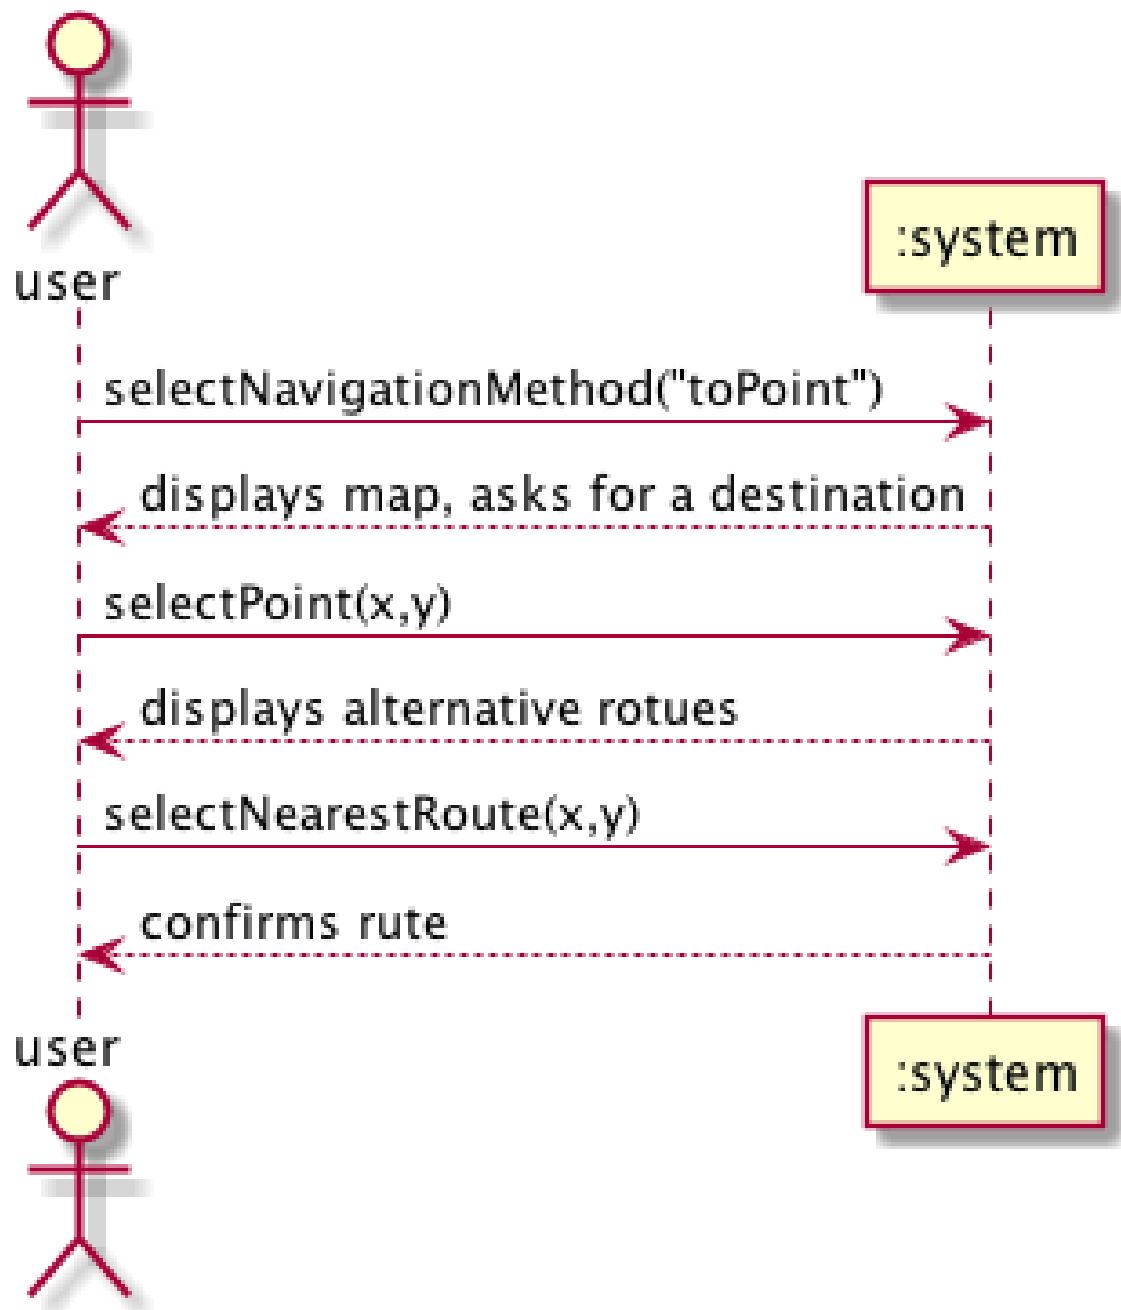 user
:system
selectNavigationMethod("toPoint")
displays map, asks for a destination
selectPoint(x,y)
displays alternative rotues
selectNearestRoute(x,y)
confirms rute
user
:system